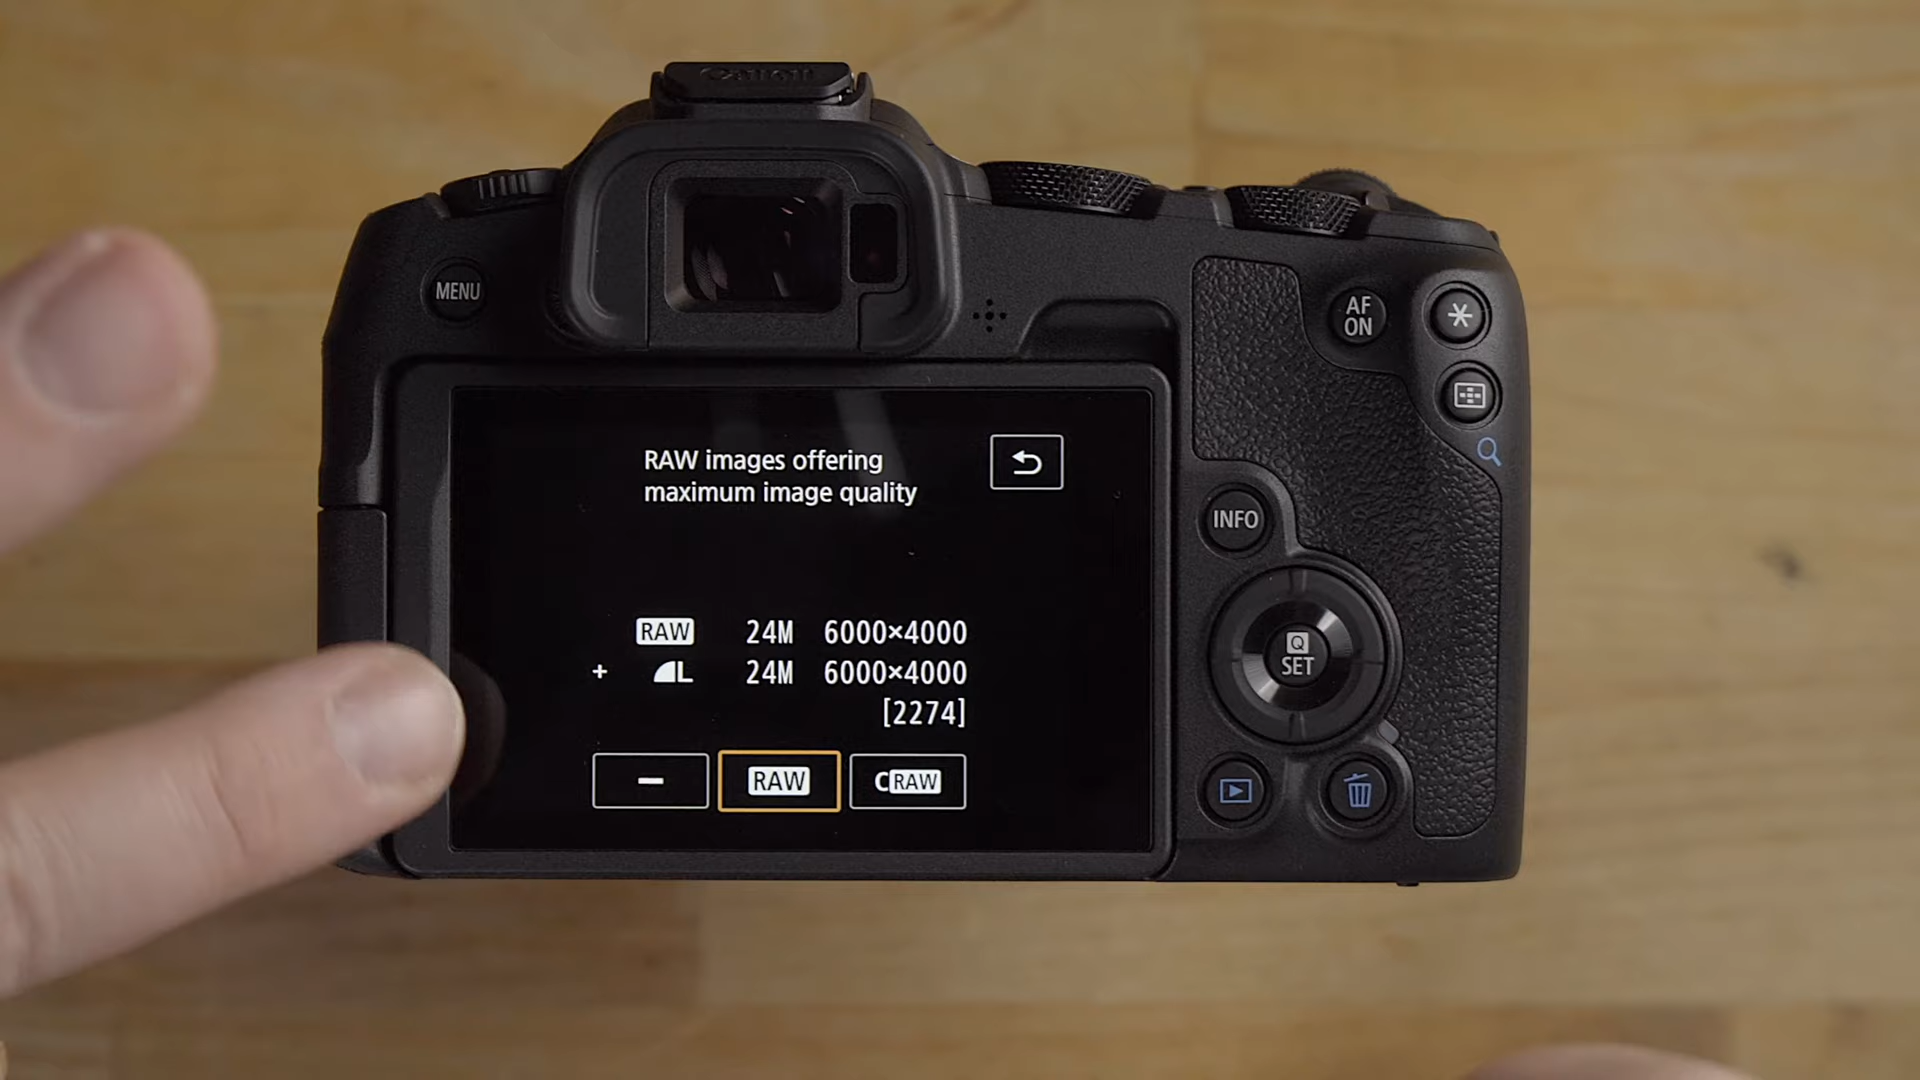 Canon
MENU
AF
ON
RAW images offering
maximum image quality
INFO
RAW 24M 6000×4000
+ L 24M 6000×4000
[2274]
Q
SET
– RAW CRAW